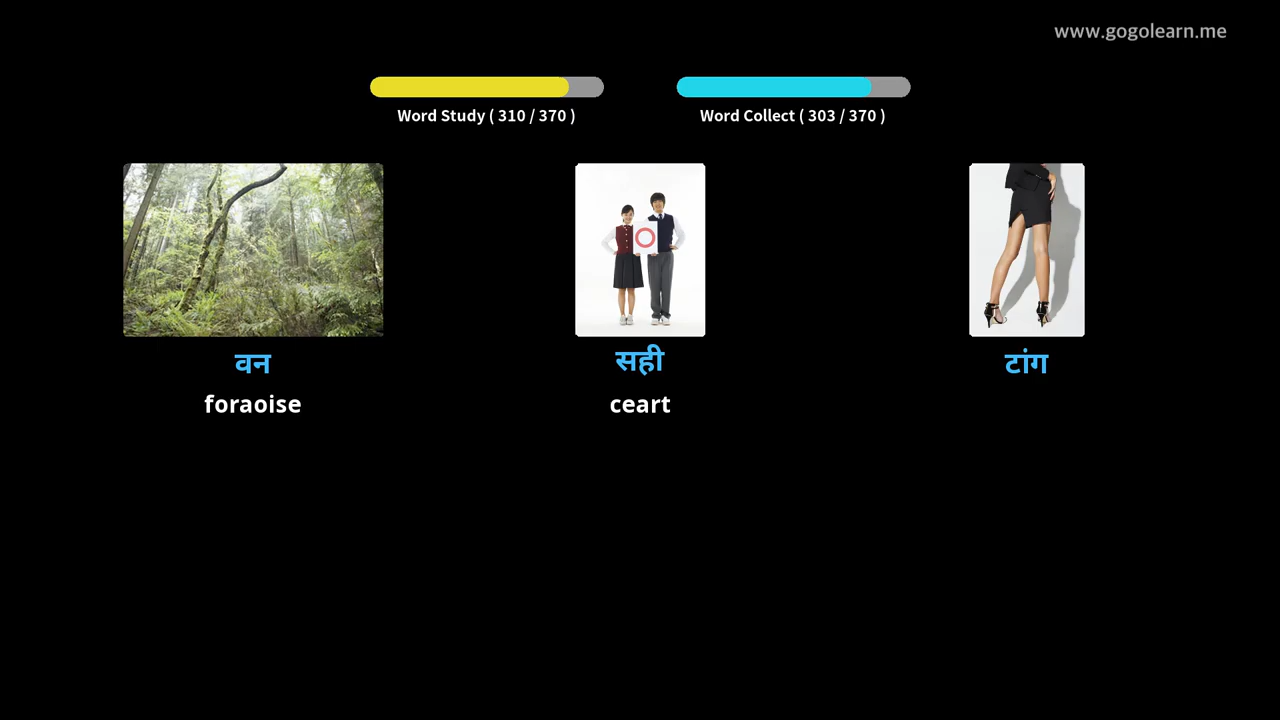 www.gogolearn.me
Word Study ( 310 / 370 )
Word Collect ( 303 / 370 )
वन
सही
टांग
foraoise
ceart